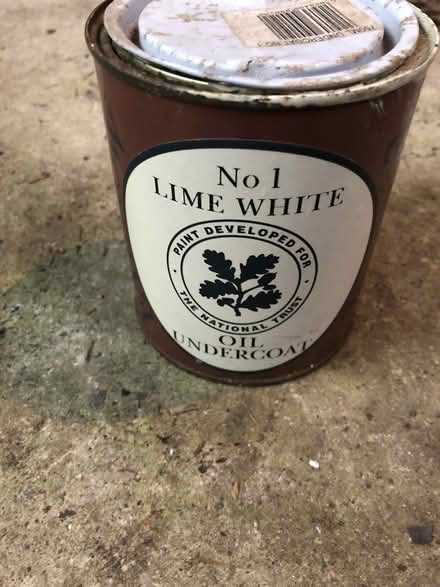 No 1
LIME WHITE
PAINT DEVELOPED FOR
THE NATIONAL TRUST
OIL
UNDERCOAT